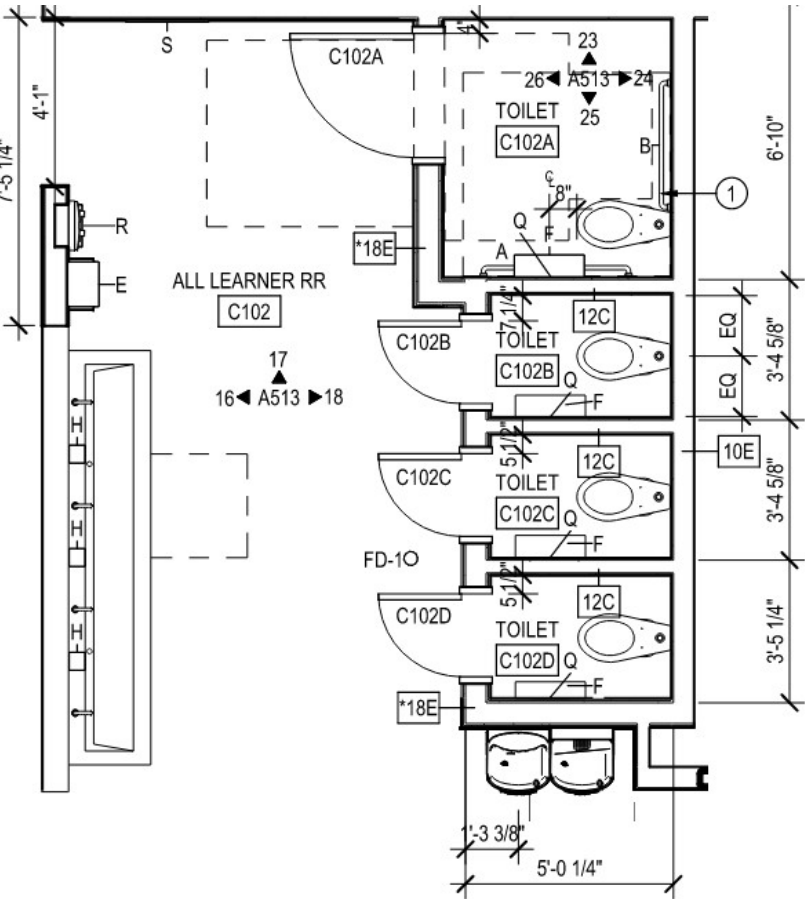 S
4"
C102A
23
26 A513 24
25
TOILET
C102A
B
4'-1"
7'-5 1/4"
6'-10"
1
℄
8"
Q
F
R
*18E
A
E
ALL LEARNER RR
C102
7 1/4"
12C
C102B
TOILET
C102B
Q
F
EQ
EQ
3'-4 5/8"
17
16 A513 18
H
5 1/2"
12C
10E
C102C
TOILET
C102C
Q
F
3'-4 5/8"
H
FD-1
5 1/2"
12C
C102D
TOILET
C102D
Q
F
3'-5 1/4"
H
*18E
1'-3 3/8"
5'-0 1/4"